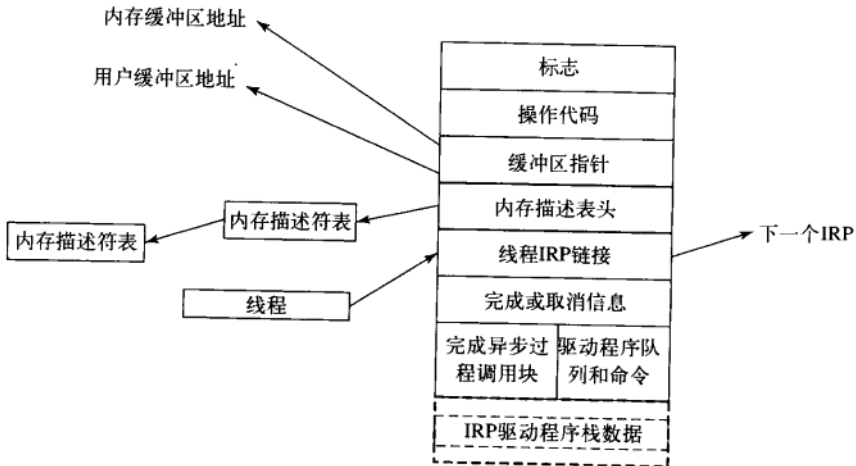 内存缓冲区地址
用户缓冲区地址
标志
操作代码
缓冲区指针
内存描述表头
内存描述符表
内存描述符表
线程IRP链接
下一个IRP
线程
完成或取消信息
完成异步过
程调用块
驱动程序队
列和命令
IRP驱动程序栈数据